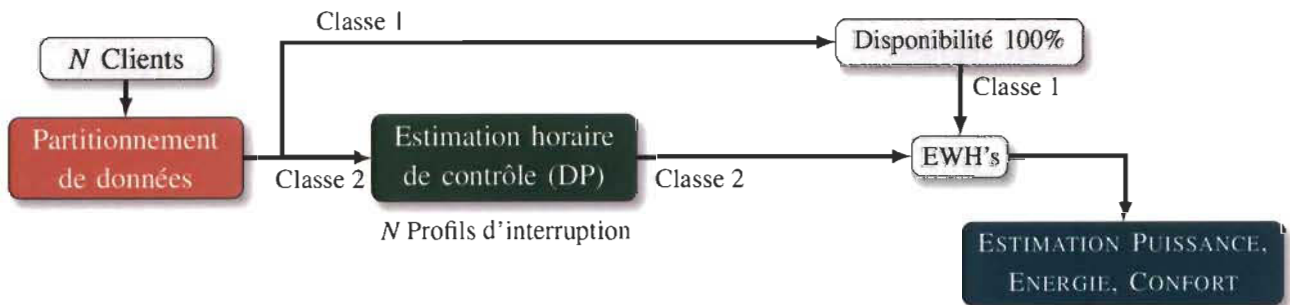 Classe 1
N Clients
Disponibilité 100%
Classe 1
Partitionnement
de données
Classe 2
Estimation horaire
de contrôle (DP)
Classe 2
EWH's
N Profils d'interruption
ESTIMATION PUISSANCE,
ENERGIE, CONFORT